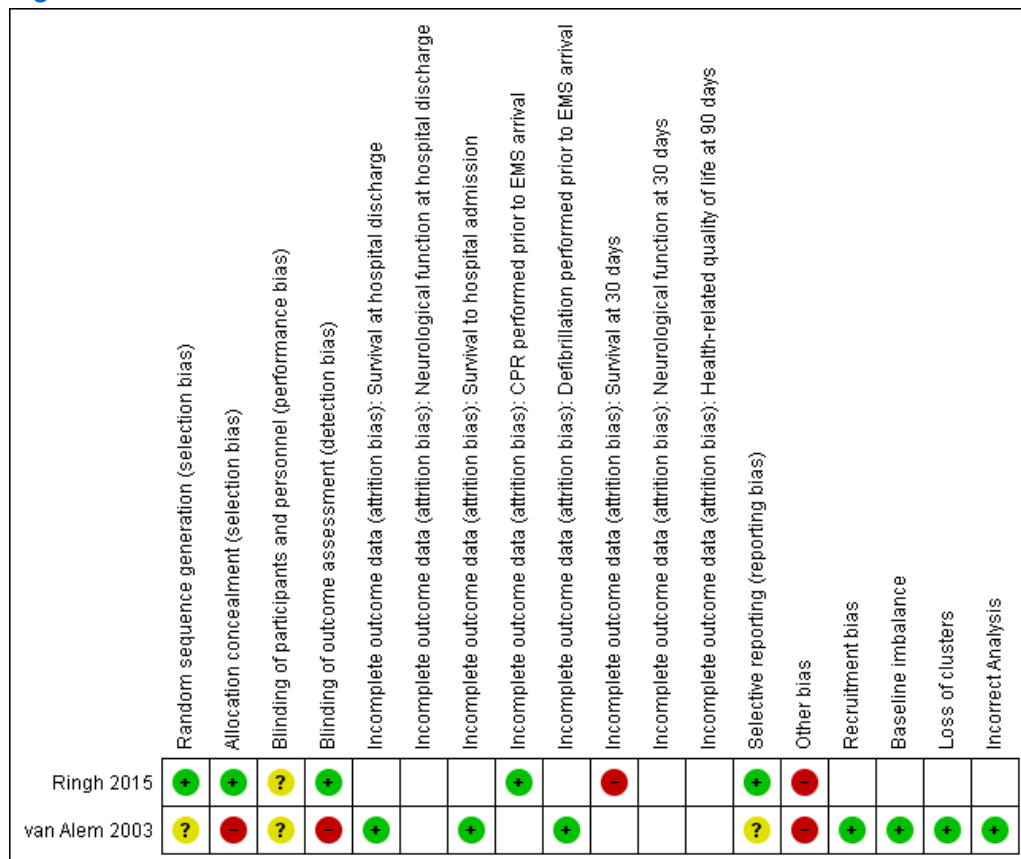 Random sequence generation (selection bias)
Allocation concealment (selection bias)
Blinding of participants and personnel (performance bias)
Blinding of outcome assessment (detection bias)
Incomplete outcome data (attrition bias): Survival at hospital discharge
Incomplete outcome data (attrition bias): Neurological function at hospital discharge
Incomplete outcome data (attrition bias): Survival to hospital admission
Incomplete outcome data (attrition bias): CPR performed prior to EMS arrival
Incomplete outcome data (attrition bias): Defibrillation performed prior to EMS arrival
Incomplete outcome data (attrition bias): Survival at 30 days
Incomplete outcome data (attrition bias): Neurological function at 30 days
Incomplete outcome data (attrition bias): Health-related quality of life at 90 days
Selective reporting (reporting bias)
Other bias
Recruitment bias
Baseline imbalance
Loss of clusters
Incorrect Analysis
Ringh 2015 + + ? + + - + -
van Alem 2003 ? - ? - + + + ? - + + + +